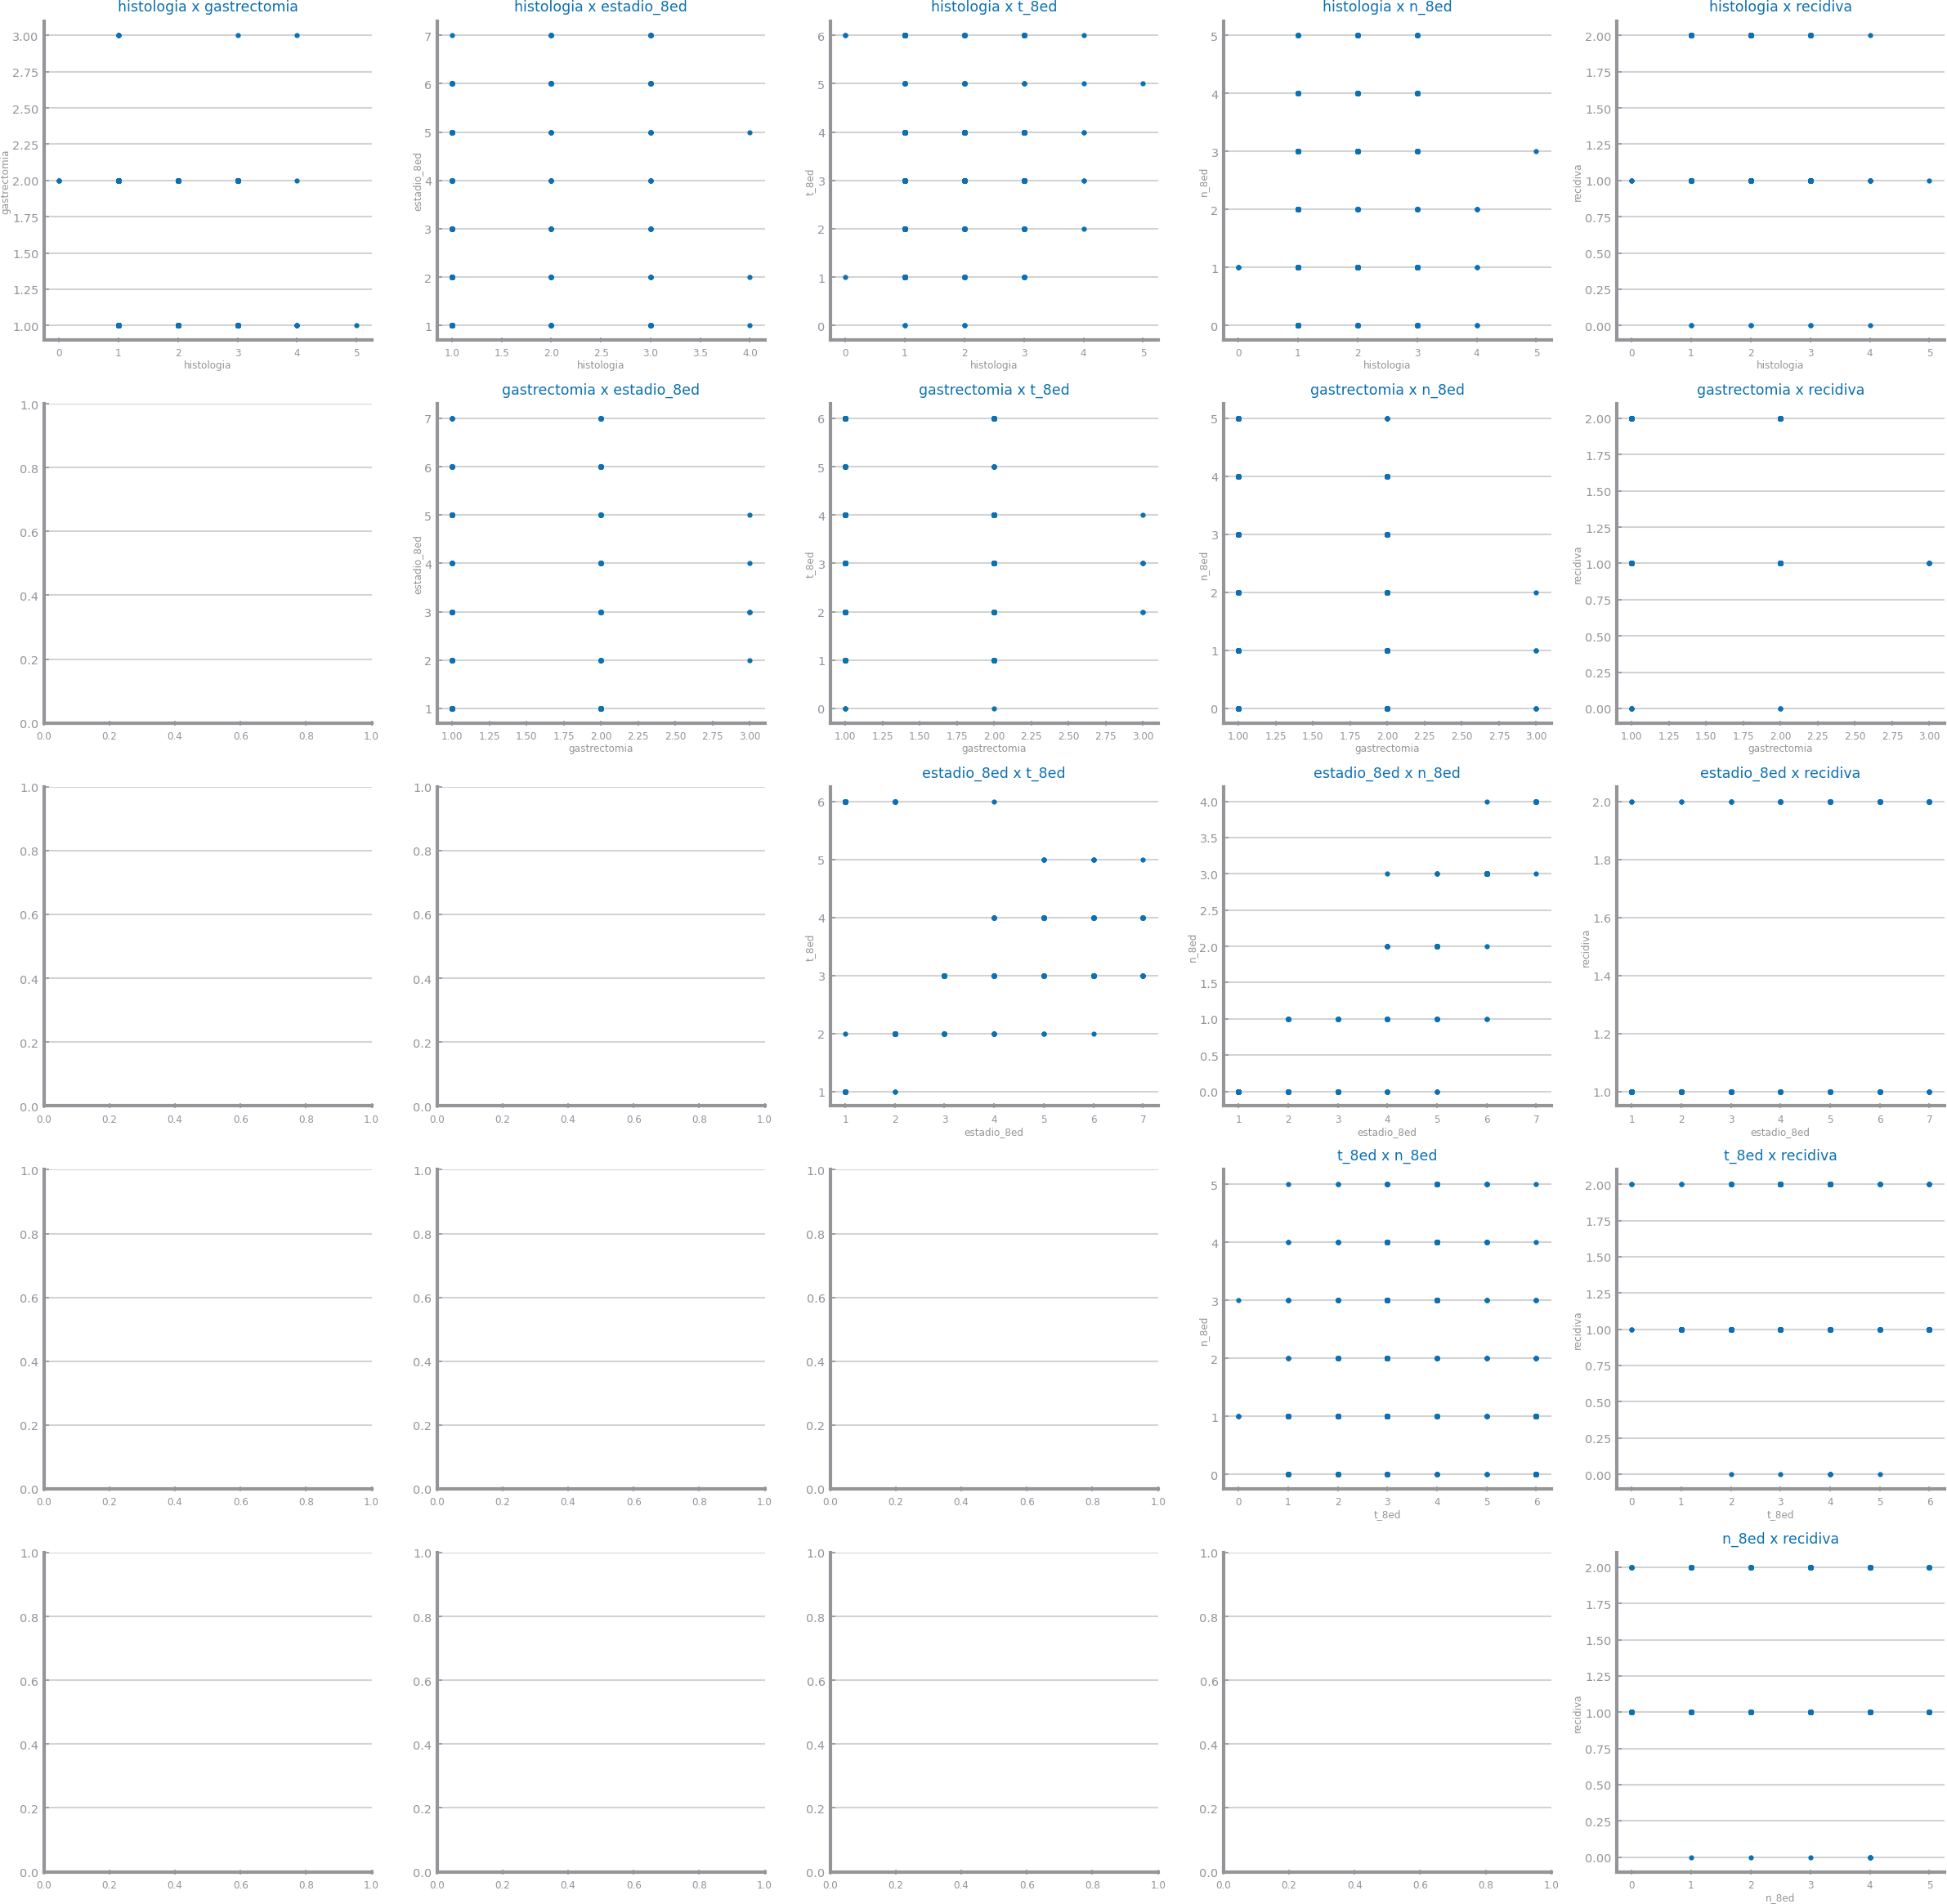 histologia x gastrectomia
3.00
2.75
2.50
2.25
2.00
1.75
1.50
1.25
1.00
gastrectomia
0 1 2 3 4 5
histologia
histologia x estadio_8ed
7
6
5
4
3
2
1
estadio_8ed
1.0 1.5 2.0 2.5 3.0 3.5 4.0
histologia
histologia x t_8ed
6
5
4
3
2
1
0
t_8ed
0 1 2 3 4 5
histologia
histologia x n_8ed
5
4
3
2
1
0
n_8ed
0 1 2 3 4 5
histologia
histologia x recidiva
2.00
1.75
1.50
1.25
1.00
0.75
0.50
0.25
0.00
recidiva
0 1 2 3 4 5
histologia
1.0
0.8
0.6
0.4
0.2
0.0
0.0 0.2 0.4 0.6 0.8 1.0
gastrectomia x estadio_8ed
7
6
5
4
3
2
1
estadio_8ed
1.00 1.25 1.50 1.75 2.00 2.25 2.50 2.75 3.00
gastrectomia
gastrectomia x t_8ed
6
5
4
3
2
1
0
t_8ed
1.00 1.25 1.50 1.75 2.00 2.25 2.50 2.75 3.00
gastrectomia
gastrectomia x n_8ed
5
4
3
2
1
0
n_8ed
1.00 1.25 1.50 1.75 2.00 2.25 2.50 2.75 3.00
gastrectomia
gastrectomia x recidiva
2.00
1.75
1.50
1.25
1.00
0.75
0.50
0.25
0.00
recidiva
1.00 1.25 1.50 1.75 2.00 2.25 2.50 2.75 3.00
gastrectomia
1.0
0.8
0.6
0.4
0.2
0.0
0.0 0.2 0.4 0.6 0.8 1.0
1.0
0.8
0.6
0.4
0.2
0.0
0.0 0.2 0.4 0.6 0.8 1.0
estadio_8ed x t_8ed
6
5
4
3
2
1
t_8ed
1 2 3 4 5 6 7
estadio_8ed
estadio_8ed x n_8ed
4.0
3.5
3.0
2.5
2.0
1.5
1.0
0.5
0.0
n_8ed
1 2 3 4 5 6 7
estadio_8ed
estadio_8ed x recidiva
2.0
1.8
1.6
1.4
1.2
1.0
recidiva
1 2 3 4 5 6 7
estadio_8ed
1.0
0.8
0.6
0.4
0.2
0.0
0.0 0.2 0.4 0.6 0.8 1.0
1.0
0.8
0.6
0.4
0.2
0.0
0.0 0.2 0.4 0.6 0.8 1.0
1.0
0.8
0.6
0.4
0.2
0.0
0.0 0.2 0.4 0.6 0.8 1.0
t_8ed x n_8ed
5
4
3
2
1
0
n_8ed
0 1 2 3 4 5 6
t_8ed
t_8ed x recidiva
2.00
1.75
1.50
1.25
1.00
0.75
0.50
0.25
0.00
recidiva
0 1 2 3 4 5 6
t_8ed
1.0
0.8
0.6
0.4
0.2
0.0
0.0 0.2 0.4 0.6 0.8 1.0
1.0
0.8
0.6
0.4
0.2
0.0
0.0 0.2 0.4 0.6 0.8 1.0
1.0
0.8
0.6
0.4
0.2
0.0
0.0 0.2 0.4 0.6 0.8 1.0
1.0
0.8
0.6
0.4
0.2
0.0
0.0 0.2 0.4 0.6 0.8 1.0
n_8ed x recidiva
2.00
1.75
1.50
1.25
1.00
0.75
0.50
0.25
0.00
recidiva
0 1 2 3 4 5
n_8ed